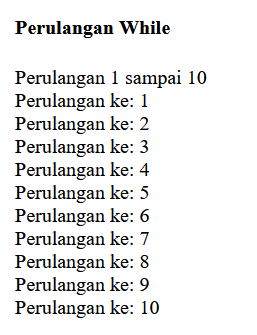 Perulangan While
Perulangan 1 sampai 10
Perulangan ke: 1
Perulangan ke: 2
Perulangan ke: 3
Perulangan ke: 4
Perulangan ke: 5
Perulangan ke: 6
Perulangan ke: 7
Perulangan ke: 8
Perulangan ke: 9
Perulangan ke: 10